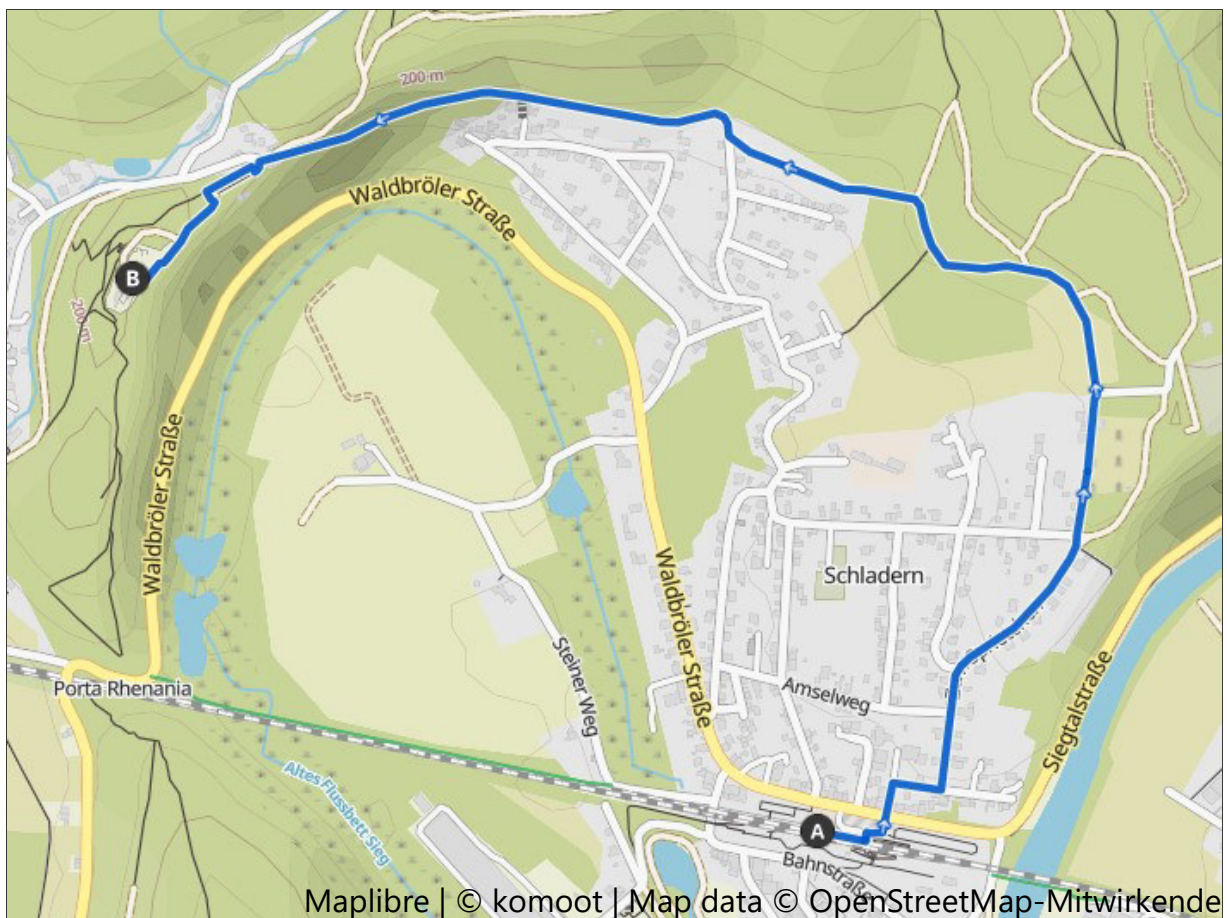 200 m
Waldbröler Straße
B
200 m
Waldbröler Straße
Schladern
Waldbröler Straße
Steiner Weg
Porta Rhenania
Amselweg
Siegtalstraße
Altes Flussbett Sieg
A
Bahnstraße
Maplibre | © komoot | Map data © OpenStreetMap-Mitwirkende